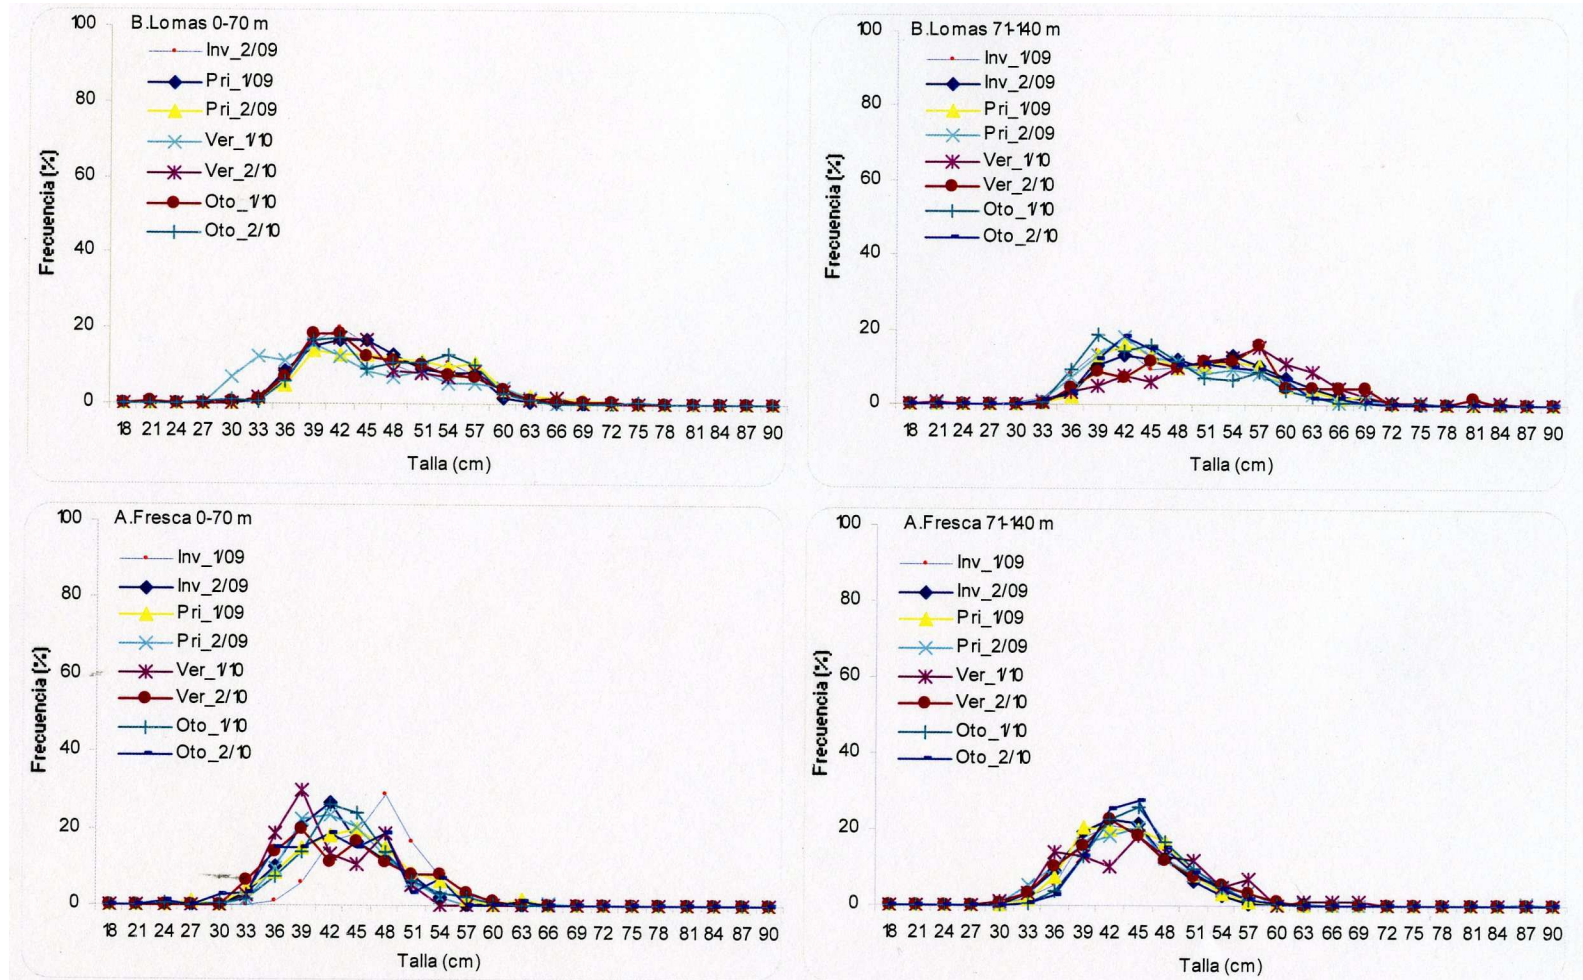 B.Lomas 0-70 m
Inv_2/09
Pri_1/09
Pri_2/09
Ver_1/10
Ver_2/10
Oto_1/10
Oto_2/10
Frecuencia (%)
100
80
60
40
20
0
18 21 24 27 30 33 36 39 42 45 48 51 54 57 60 63 66 69 72 75 78 81 84 87 90
Talla (cm)
B.Lomas 71-140 m
Inv_1/09
Inv_2/09
Pri_1/09
Pri_2/09
Ver_1/10
Ver_2/10
Oto_1/10
Oto_2/10
Frecuencia (%)
100
80
60
40
20
0
18 21 24 27 30 33 36 39 42 45 48 51 54 57 60 63 66 69 72 75 78 81 84 87 90
Talla (cm)
A.Fresca 0-70 m
Inv_1/09
Inv_2/09
Pri_1/09
Pri_2/09
Ver_1/10
Ver_2/10
Oto_1/10
Oto_2/10
Frecuencia (%)
100
80
60
40
20
0
18 21 24 27 30 33 36 39 42 45 48 51 54 57 60 63 66 69 72 75 78 81 84 87 90
Talla (cm)
A.Fresca 71-140 m
Inv_1/09
Inv_2/09
Pri_1/09
Pri_2/09
Ver_1/10
Ver_2/10
Oto_1/10
Oto_2/10
Frecuencia (%)
100
80
60
40
20
0
18 21 24 27 30 33 36 39 42 45 48 51 54 57 60 63 66 69 72 75 78 81 84 87 90
Talla (cm)